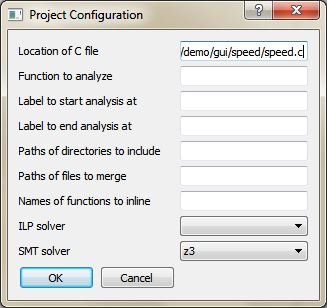 Project Configuration
Location of C file /demo/gui/speed/speed.c
Function to analyze
Label to start analysis at
Label to end analysis at
Paths of directories to include
Paths of files to merge
Names of functions to inline
ILP solver
SMT solver z3
OK Cancel